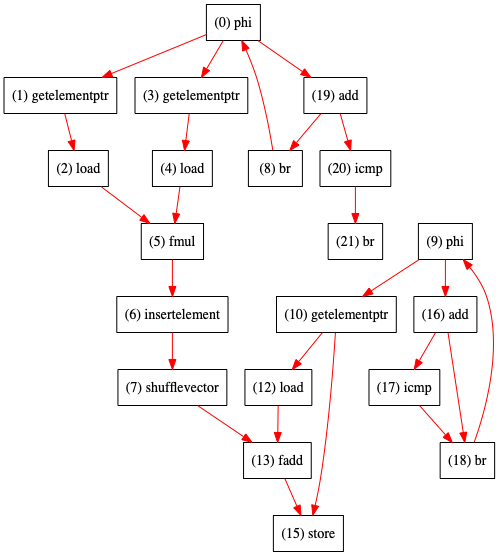 (0) phi
(1) getelementptr
(3) getelementptr
(19) add
(2) load
(4) load
(8) br
(20) icmp
(5) fmul
(21) br
(9) phi
(6) insertelement
(10) getelementptr
(16) add
(7) shufflevector
(12) load
(17) icmp
(13) fadd
(18) br
(15) store